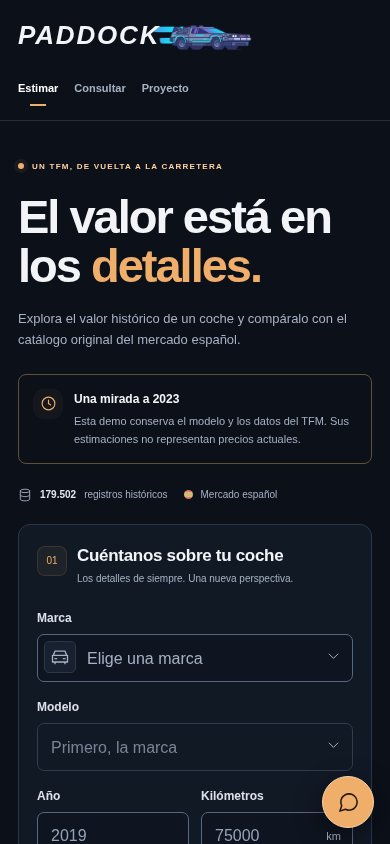 PADDOCK
Estimar Consultar Proyecto
UN TFM, DE VUELTA A LA CARRETERA
El valor está en
los detalles.
Explora el valor histórico de un coche y compáralo con el
catálogo original del mercado español.
Una mirada a 2023
Esta demo conserva el modelo y los datos del TFM. Sus
estimaciones no representan precios actuales.
179.502 registros históricos Mercado español
01
Cuéntanos sobre tu coche
Los detalles de siempre. Una nueva perspectiva.
Marca
Elige una marca
Modelo
Primero, la marca
Año Kilómetros
2019 75000 km